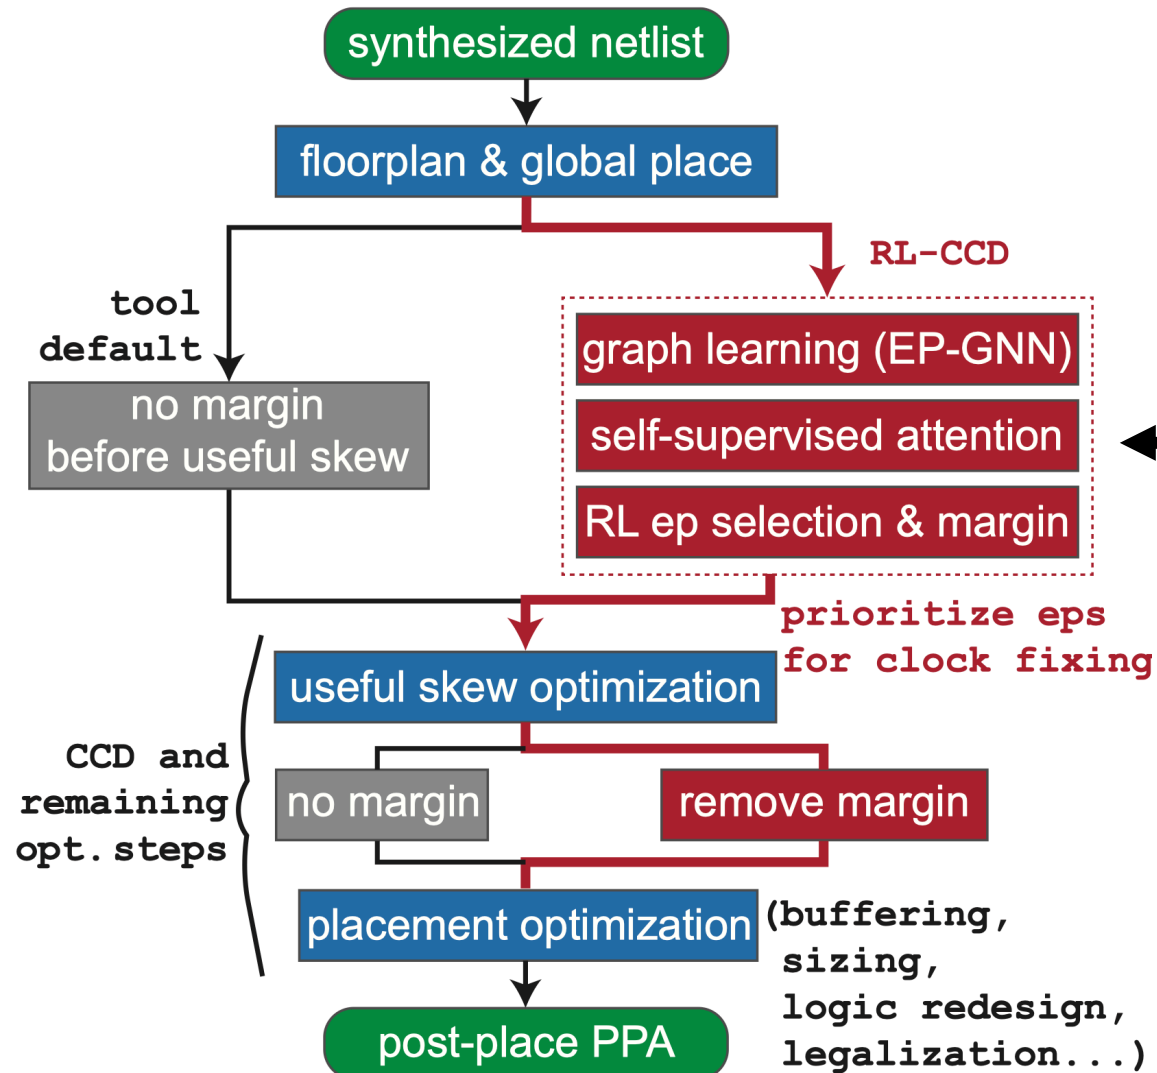 synthesized netlist
floorplan & global place
RL-CCD
tool
default
graph learning (EP-GNN)
no margin
before useful skew
self-supervised attention
RL ep selection & margin
prioritize eps
for clock fixing
useful skew optimization
CCD and
remaining
opt.steps
no margin
remove margin
placement optimization
(buffering,
sizing,
logic redesign,
legalization...)
post-place PPA